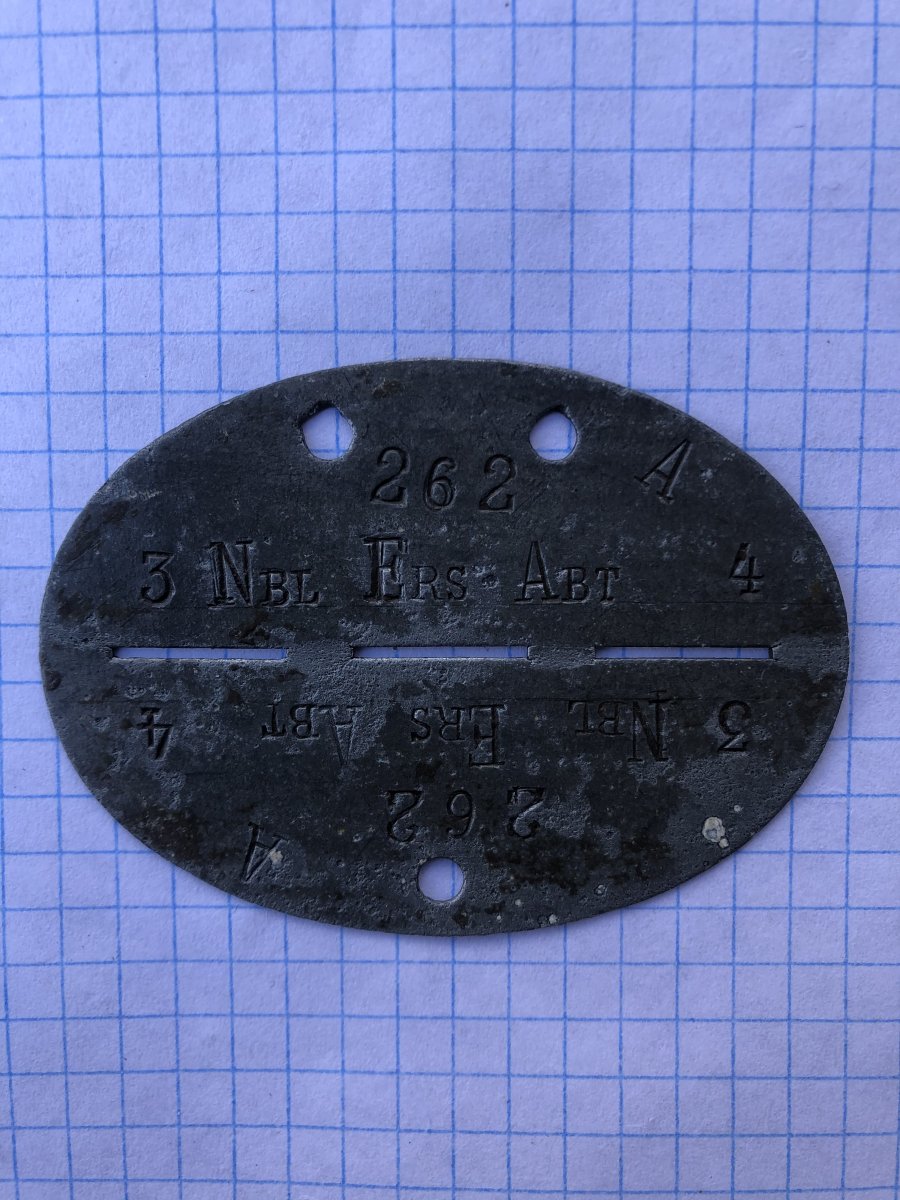 262 A
3 NBL ERS · ABT 4
3 NBL ERS ABT 4
262
A